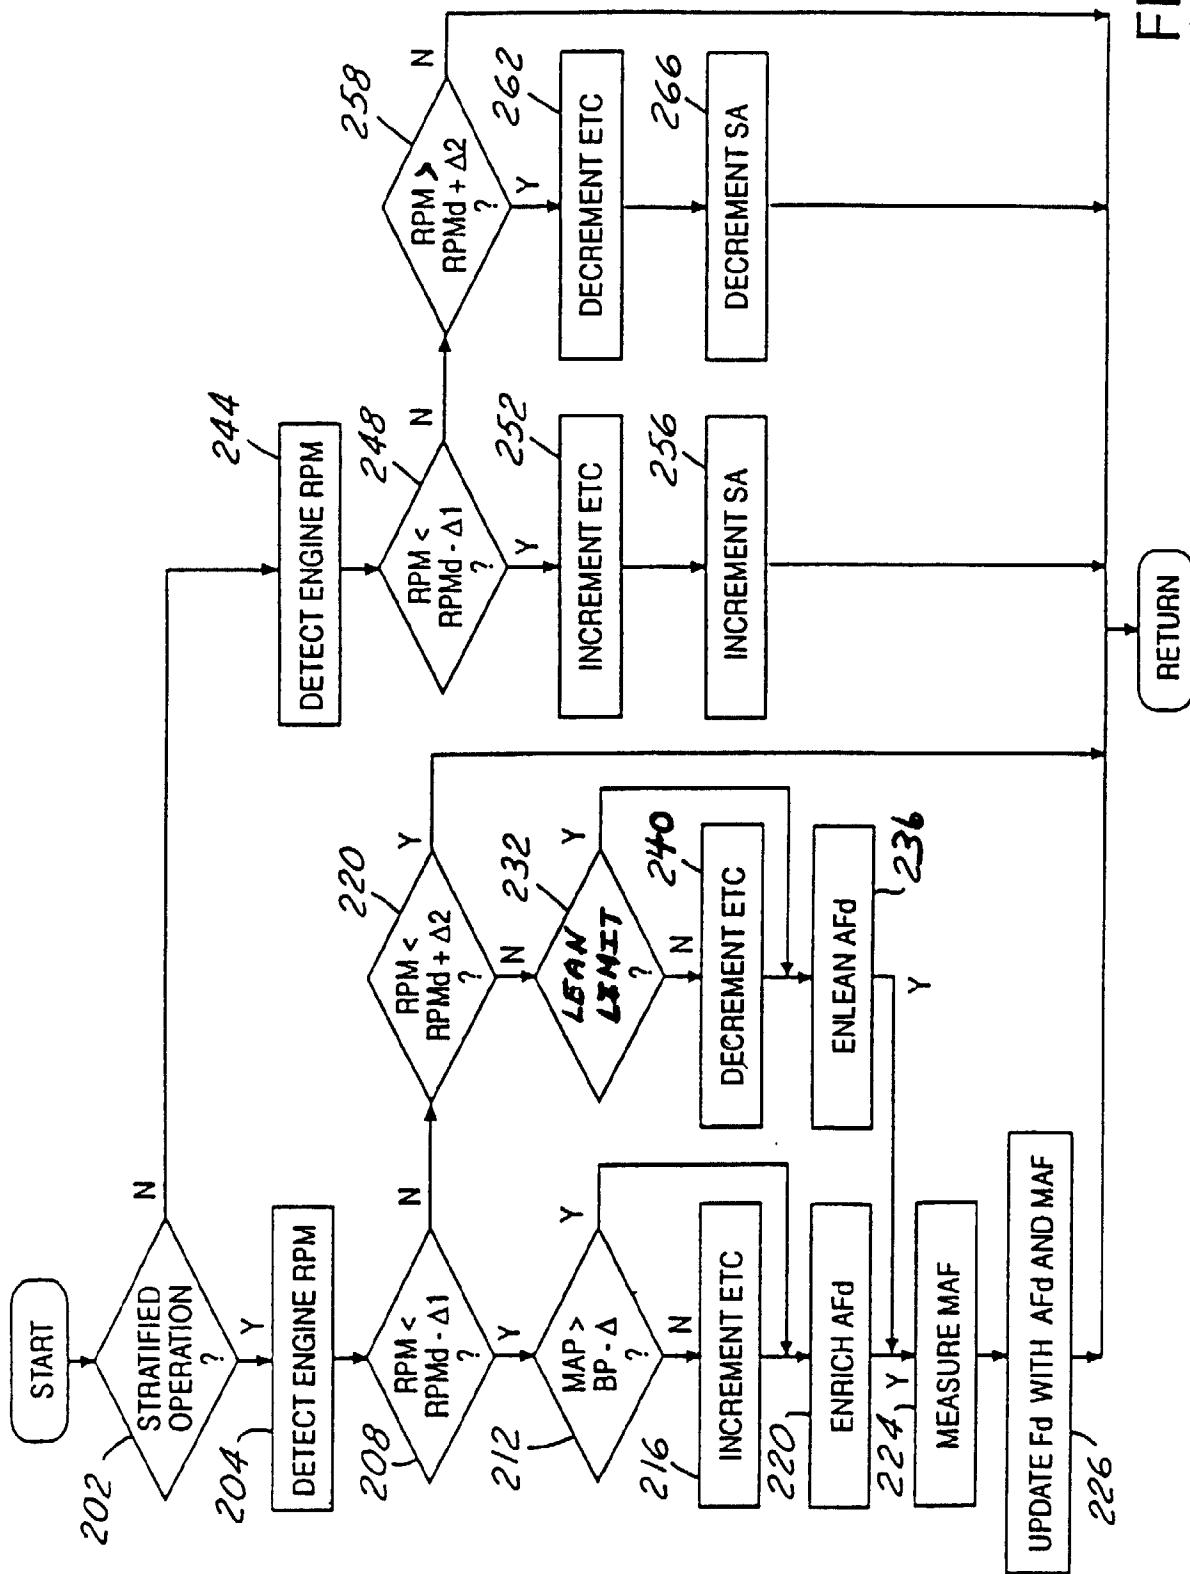 START
202
STRATIFIED
OPERATION
?
N
Y
204
DETECT ENGINE RPM
208
RPM <
RPMd - Δ1
?
N
Y
212
MAP >
BP - Δ
?
Y
N
216
INCREMENT ETC
220
ENRICH AFd
Y
224
MEASURE MAF
UPDATE Fd WITH AFd AND MAF
226
220
RPM <
RPMd + Δ2
?
Y
N
232
LEAN
LIMIT
?
Y
N
240
DECREMENT ETC
ENLEAN AFd
236
Y
244
DETECT ENGINE RPM
248
RPM <
RPMd - Δ1
?
N
Y
252
INCREMENT ETC
256
INCREMENT SA
258
RPM >
RPMd + Δ2
?
N
Y
262
DECREMENT ETC
266
DECREMENT SA
RETURN